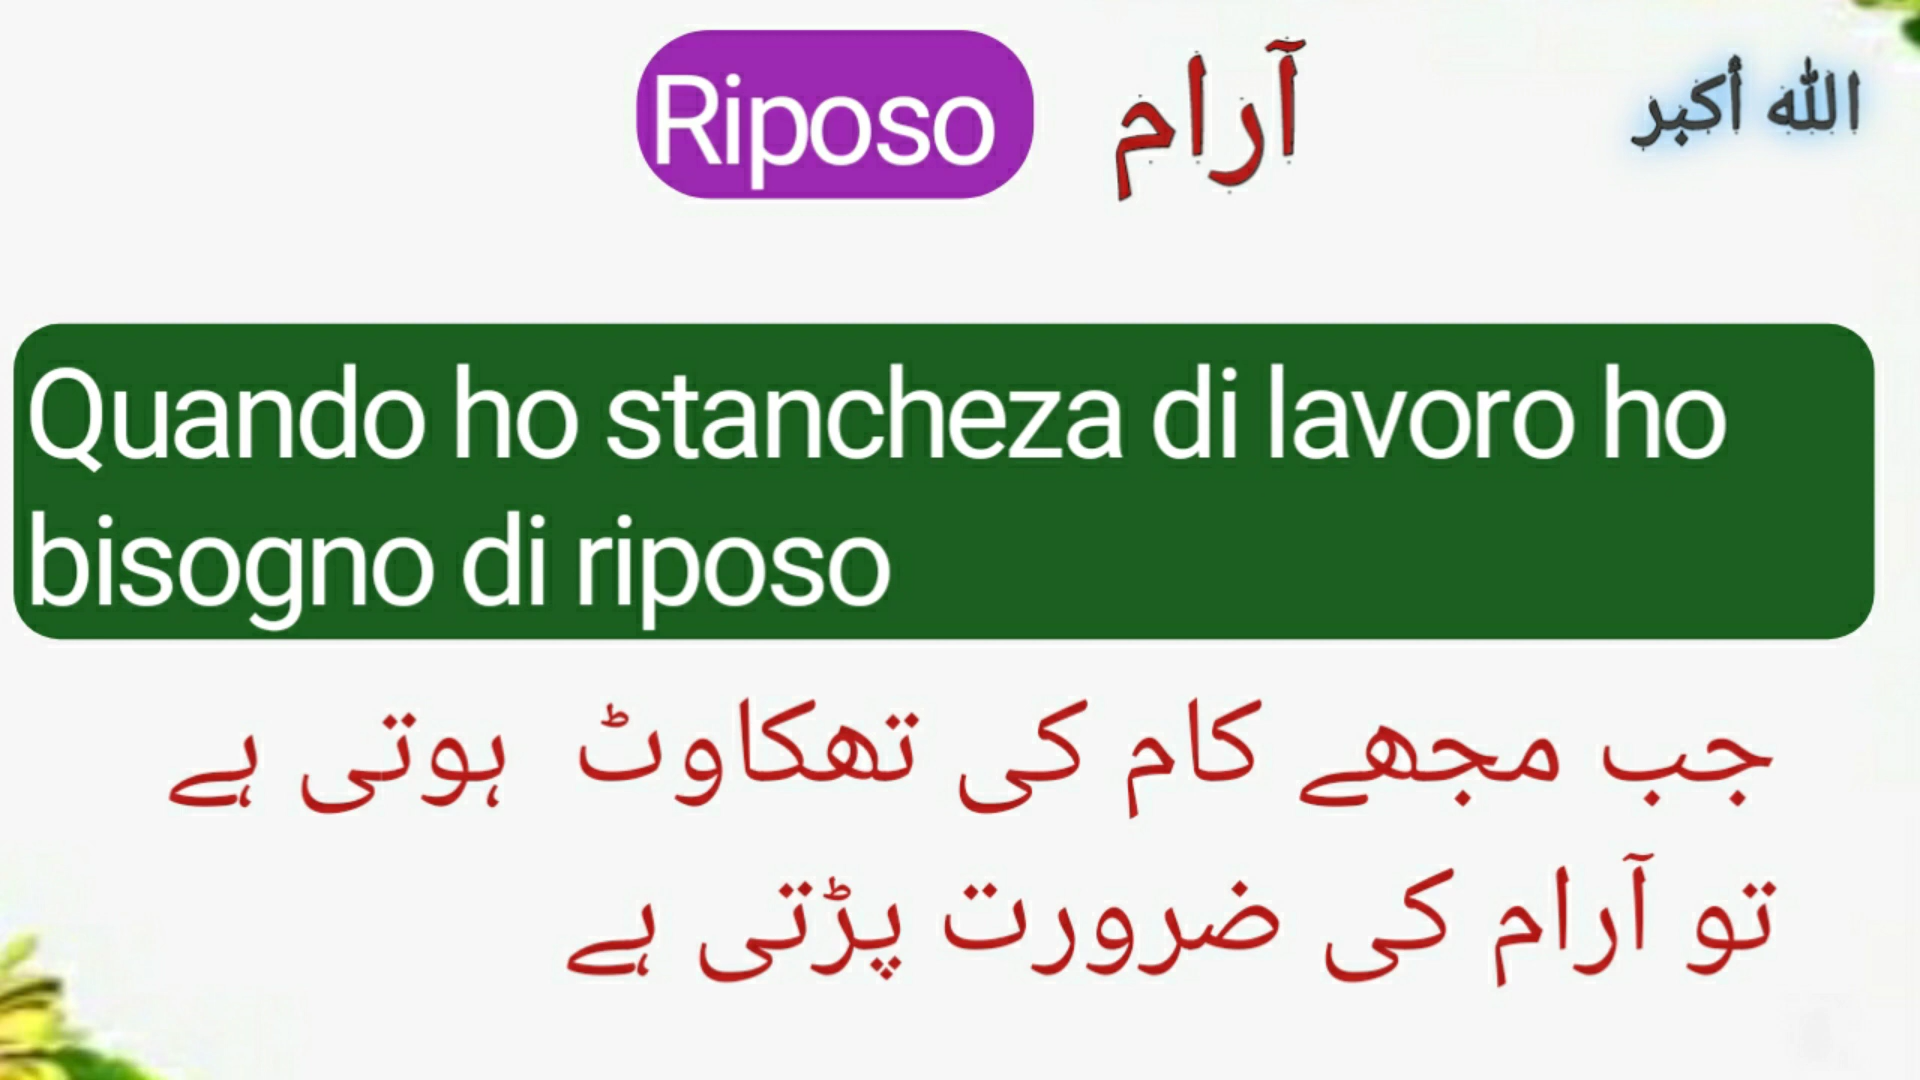 Riposo آرام
الله أكبر
Quando ho stancheza di lavoro ho
bisogno di riposo
جب مجھے کام کی تھکاوٹ ہوتی ہے
تو آرام کی ضرورت پڑتی ہے